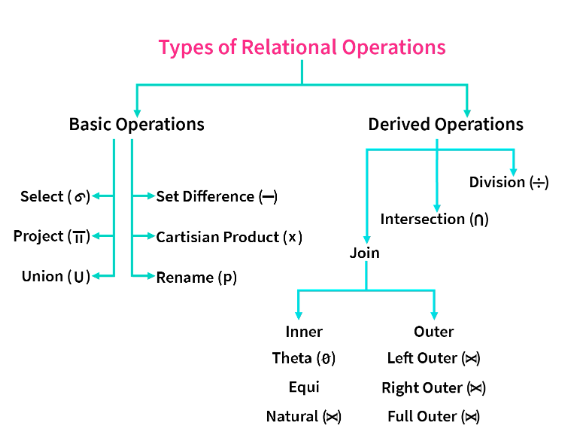 Types of Relational Operations
Basic Operations
Derived Operations
Select (ഗ)
Set Difference (–)
Division (÷)
Project (π)
Cartisian Product (x)
Intersection (∩)
Union (∪)
Rename (p)
Join
Inner
Outer
Theta (θ)
Left Outer (⋈)
Equi
Right Outer (⋈)
Natural (⋈)
Full Outer (⋈)